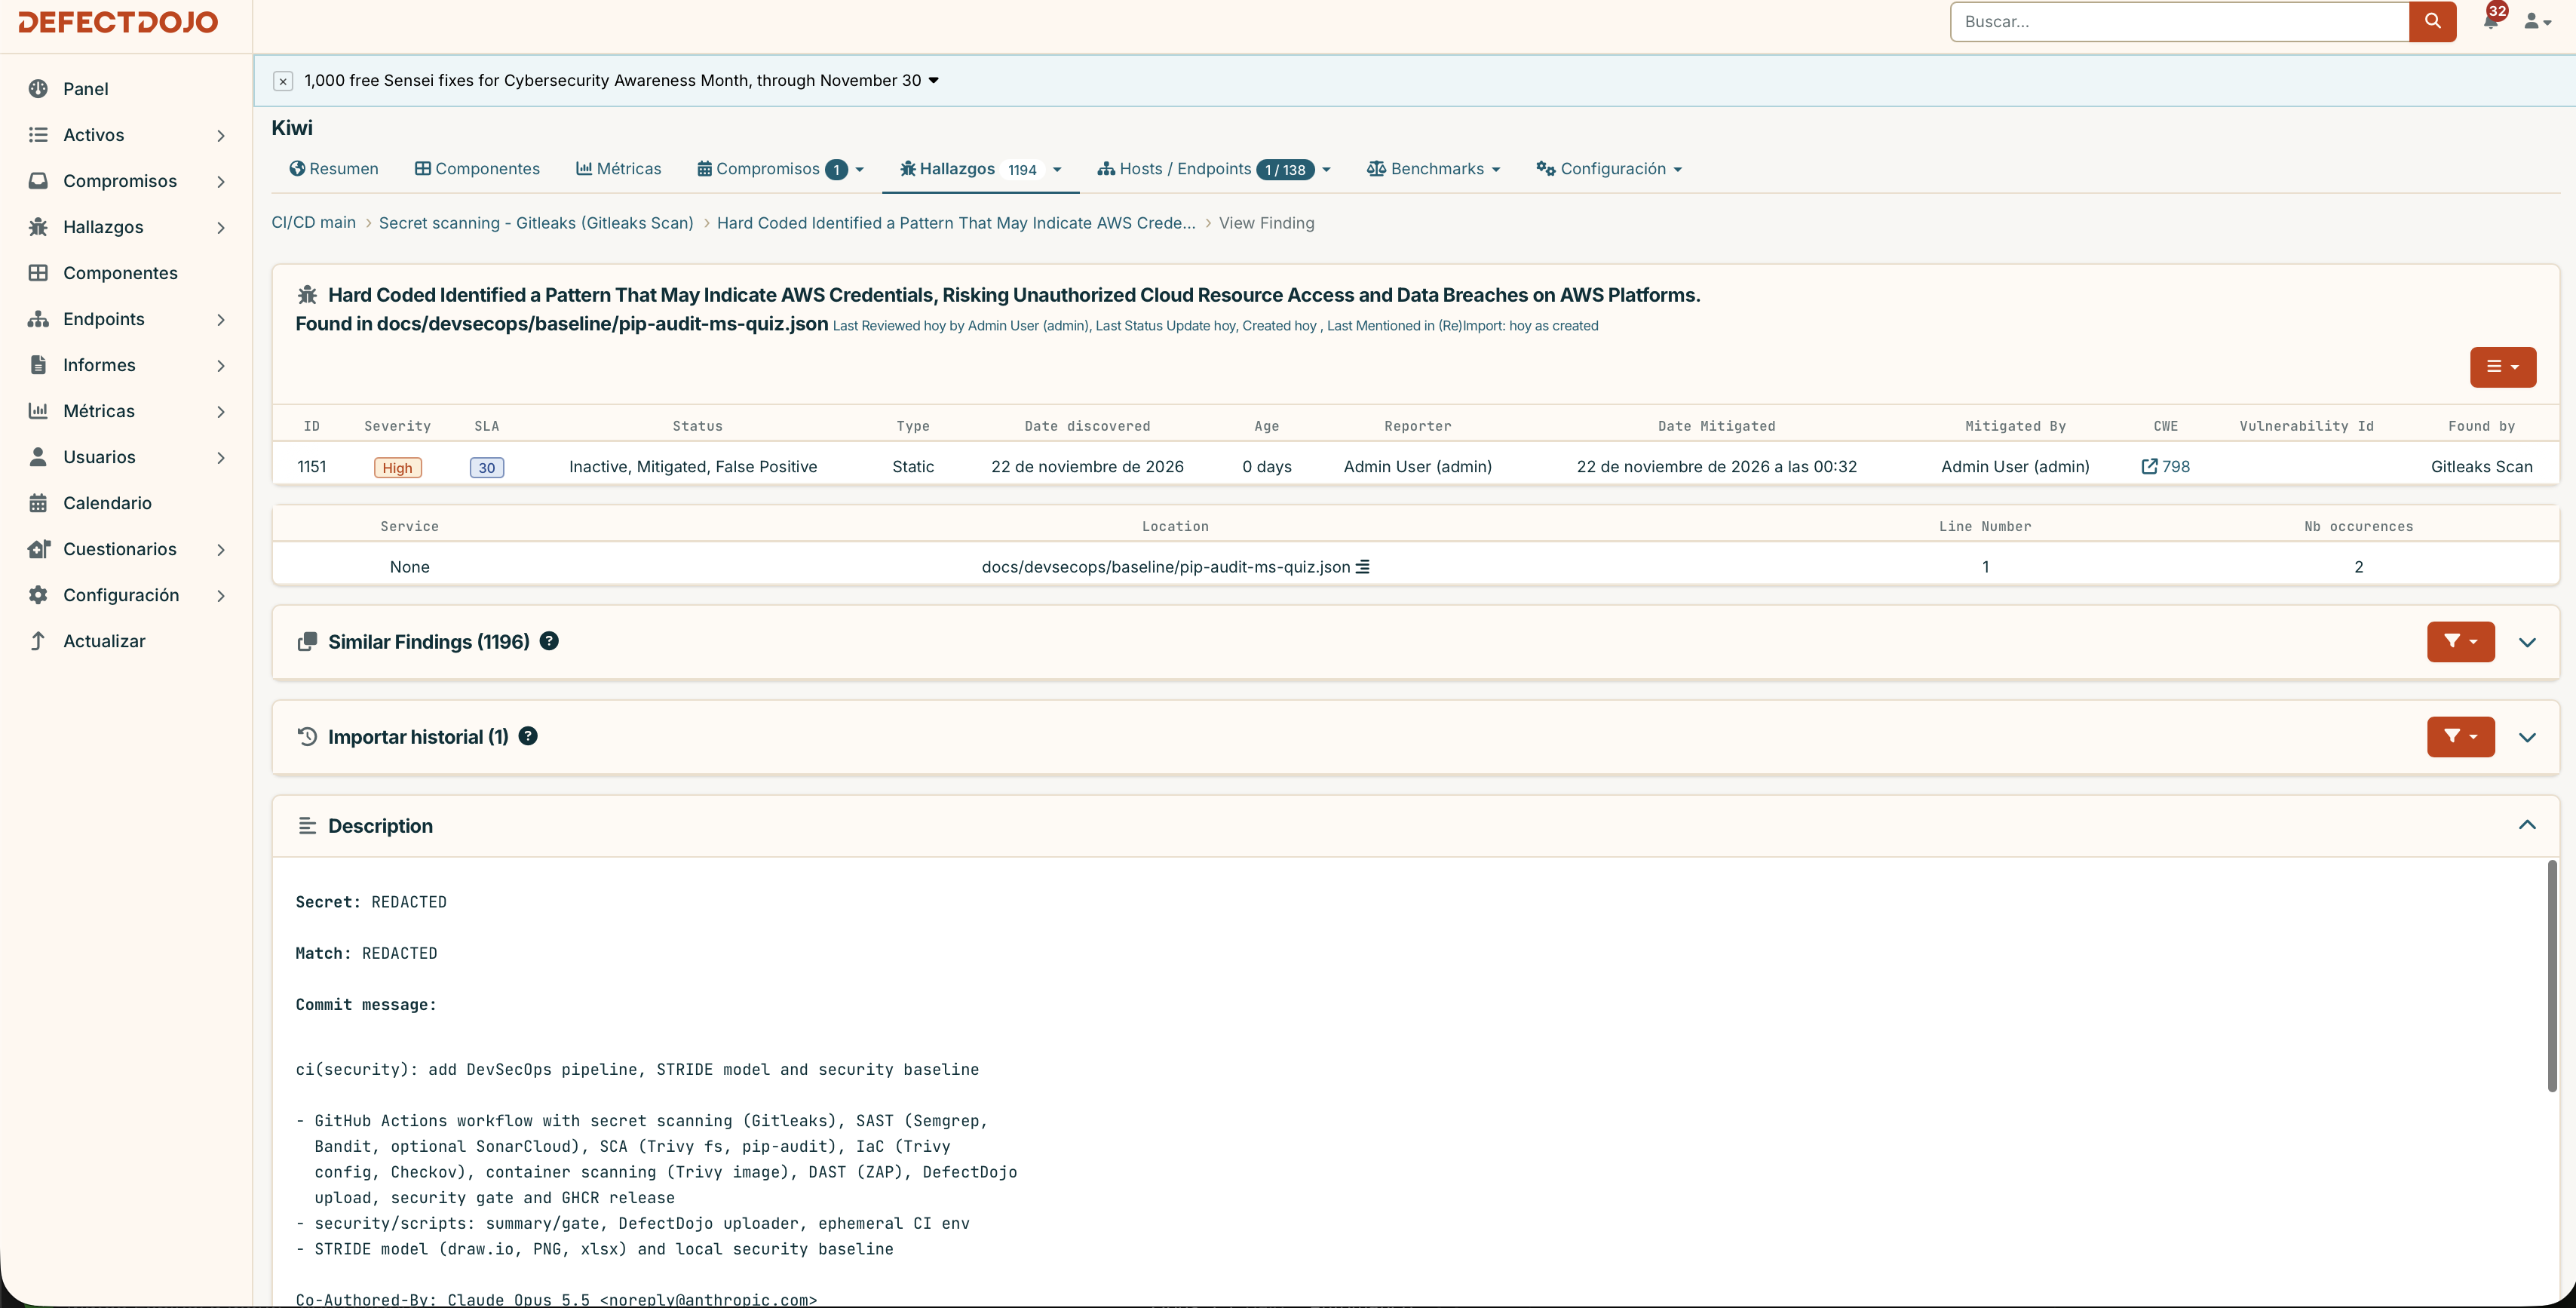 DEFECTDOJO
Buscar...
32
Panel
Activos
Compromisos
Hallazgos
Componentes
Endpoints
Informes
Métricas
Usuarios
Calendario
Cuestionarios
Configuración
Actualizar
1,000 free Sensei fixes for Cybersecurity Awareness Month, through November 30
Kiwi
Resumen Componentes Métricas Compromisos 1 Hallazgos 1194 Hosts / Endpoints 1 / 138 Benchmarks Configuración
CI/CD main > Secret scanning - Gitleaks (Gitleaks Scan) > Hard Coded Identified a Pattern That May Indicate AWS Crede... > View Finding
Hard Coded Identified a Pattern That May Indicate AWS Credentials, Risking Unauthorized Cloud Resource Access and Data Breaches on AWS Platforms.
Found in docs/devsecops/baseline/pip-audit-ms-quiz.json Last Reviewed hoy by Admin User (admin), Last Status Update hoy, Created hoy , Last Mentioned in (Re)Import: hoy as created
ID Severity SLA Status Type Date discovered Age Reporter Date Mitigated Mitigated By CWE Vulnerability Id Found by
1151 High 30 Inactive, Mitigated, False Positive Static 22 de noviembre de 2026 0 days Admin User (admin) 22 de noviembre de 2026 a las 00:32 Admin User (admin) 798 Gitleaks Scan
Service Location Line Number Nb occurences
None docs/devsecops/baseline/pip-audit-ms-quiz.json 1 2
Similar Findings (1196) ?
Importar historial (1) ?
Description
Secret: REDACTED
Match: REDACTED
Commit message:
ci(security): add DevSecOps pipeline, STRIDE model and security baseline
- GitHub Actions workflow with secret scanning (Gitleaks), SAST (Semgrep,
Bandit, optional SonarCloud), SCA (Trivy fs, pip-audit), IaC (Trivy
config, Checkov), container scanning (Trivy image), DAST (ZAP), DefectDojo
upload, security gate and GHCR release
- security/scripts: summary/gate, DefectDojo uploader, ephemeral CI env
- STRIDE model (draw.io, PNG, xlsx) and local security baseline
Co-Authored-By: Claude Opus 5.5 <noreply@anthropic.com>